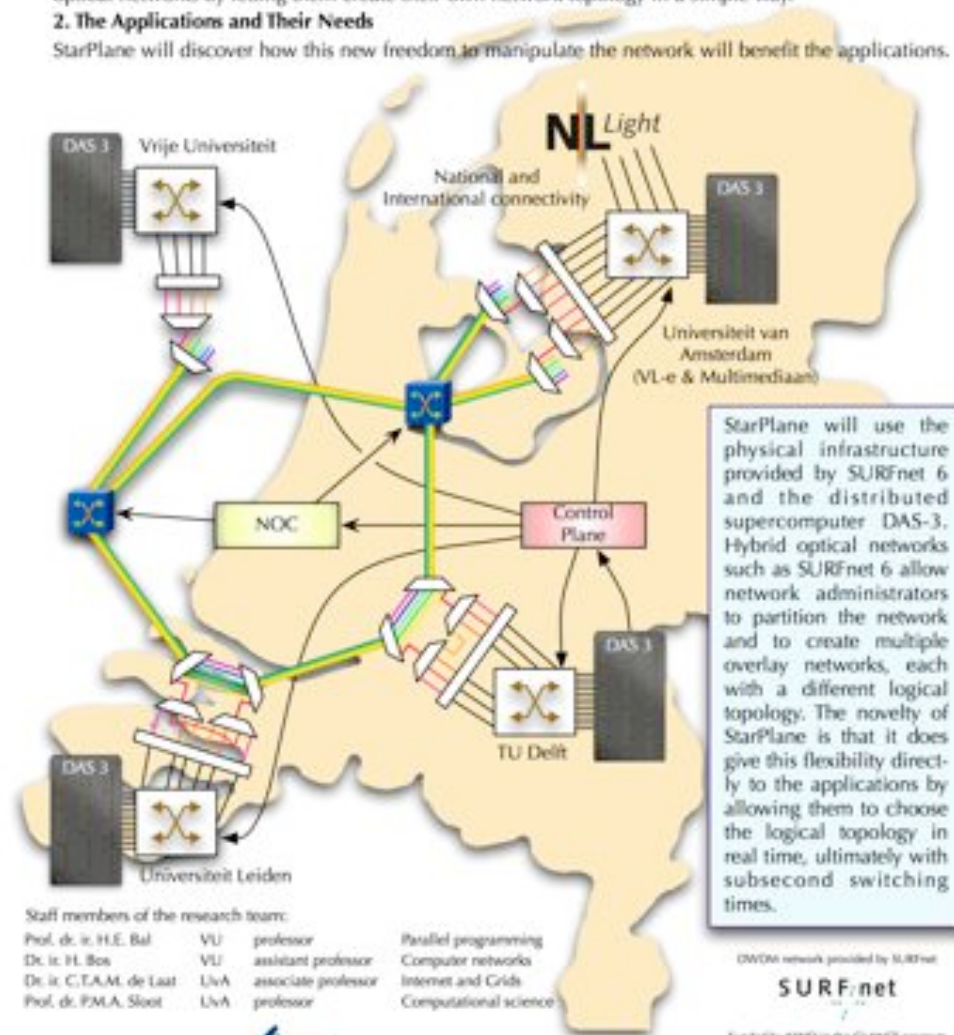 2. The Applications and Their Needs
StarPlane will discover how this new freedom to manipulate the network will benefit the applications.
DAS 3
Vrije Universiteit
NL Light
National and
International connectivity
DAS 3
Universiteit van
Amsterdam
(VL-e & Multimediaan)
NOC
Control
Plane
DAS 3
TU Delft
DAS 3
Universiteit Leiden
StarPlane will use the
physical infrastructure
provided by SURFnet 6
and the distributed
supercomputer DAS-3.
Hybrid optical networks
such as SURFnet 6 allow
network administrators
to partition the network
and to create multiple
overlay networks, each
with a different logical
topology. The novelty of
StarPlane is that it does
give this flexibility direct-
ly to the applications by
allowing them to choose
the logical topology in
real time, ultimately with
subsecond switching
times.
Staff members of the research team:
Prof. dr. ir. H.E. Bal VU professor Parallel programming
Dr. ir. H. Bos VU assistant professor Computer networks
Dr. ir. C.T.A.M. de Laat UvA associate professor Internet and Grids
Prof. dr. P.M.A. Sloot UvA professor Computational science
DWDM network provided by SURFnet
SURF net